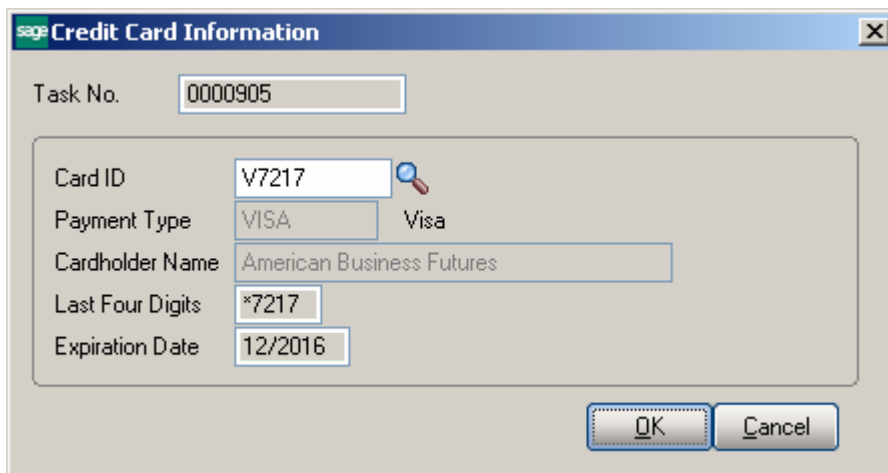 sage Credit Card Information
Task No. 0000905
Card ID V7217
Payment Type VISA Visa
Cardholder Name American Business Futures
Last Four Digits *7217
Expiration Date 12/2016
OK Cancel